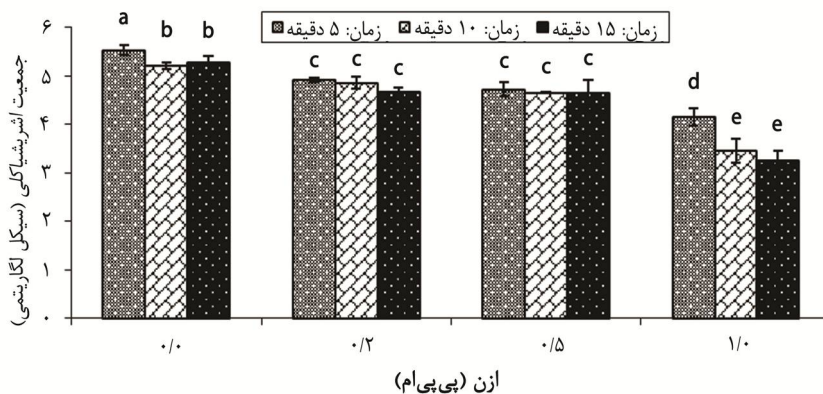 زمان: ۵ دقیقه زمان: ۱۰ دقیقه زمان: ۱۵ دقیقه
جمعیت اشریشیاکلی (سیکل لگاریتمی)
۶
۵
۴
۳
۲
۱
۰
a b b c c c c c c d e e
۰/۰ ۰/۲ ۰/۵ ۱/۰
ازن (پی‌پی‌ام)